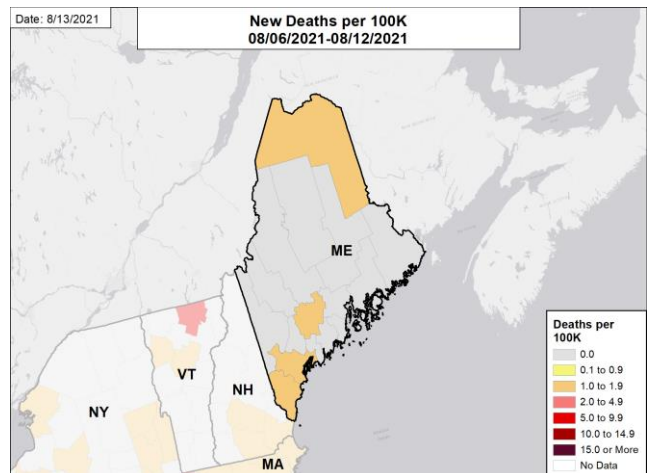 Date: 8/13/2021
New Deaths per 100K
08/06/2021-08/12/2021
ME
VT
NH
NY
MA
Deaths per
100K
0.0
0.1 to 0.9
1.0 to 1.9
2.0 to 4.9
5.0 to 9.9
10.0 to 14.9
15.0 or More
No Data